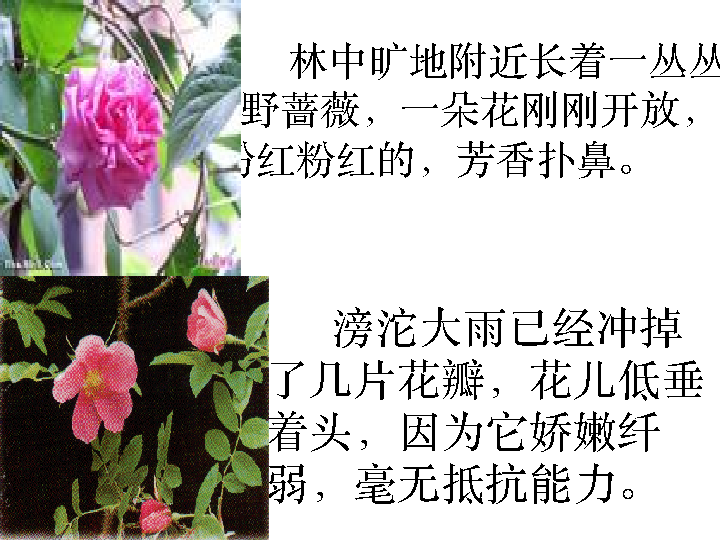 林中旷地附近长着一丛丛
野蔷薇，一朵花刚刚开放，
粉红粉红的，芳香扑鼻。
滂沱大雨已经冲掉
了几片花瓣，花儿低垂
着头，因为它娇嫩纤
弱，毫无抵抗能力。